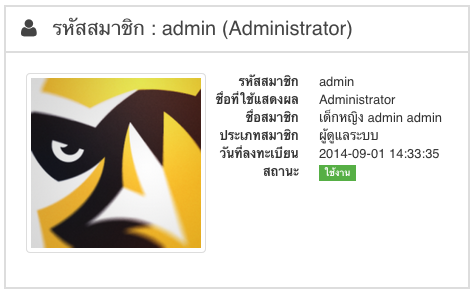 รหัสสมาชิก : admin (Administrator)
รหัสสมาชิก admin
ชื่อที่ใช้แสดงผล Administrator
ชื่อสมาชิก เด็กหญิง admin admin
ประเภทสมาชิก ผู้ดูแลระบบ
วันที่ลงทะเบียน 2014-09-01 14:33:35
สถานะ ใช้งาน